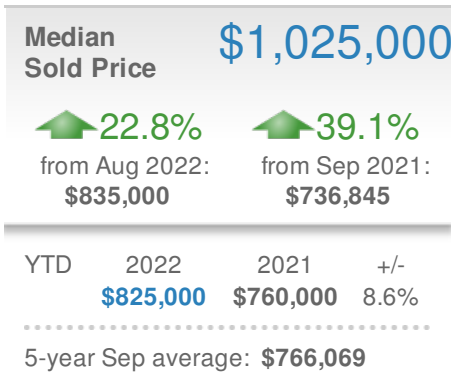 Median $1,025,000
Sold Price
22.8% 39.1%
from Aug 2022: from Sep 2021:
$835,000 $736,845
YTD 2022 2021 +/-
$825,000 $760,000 8.6%
5-year Sep average: $766,069